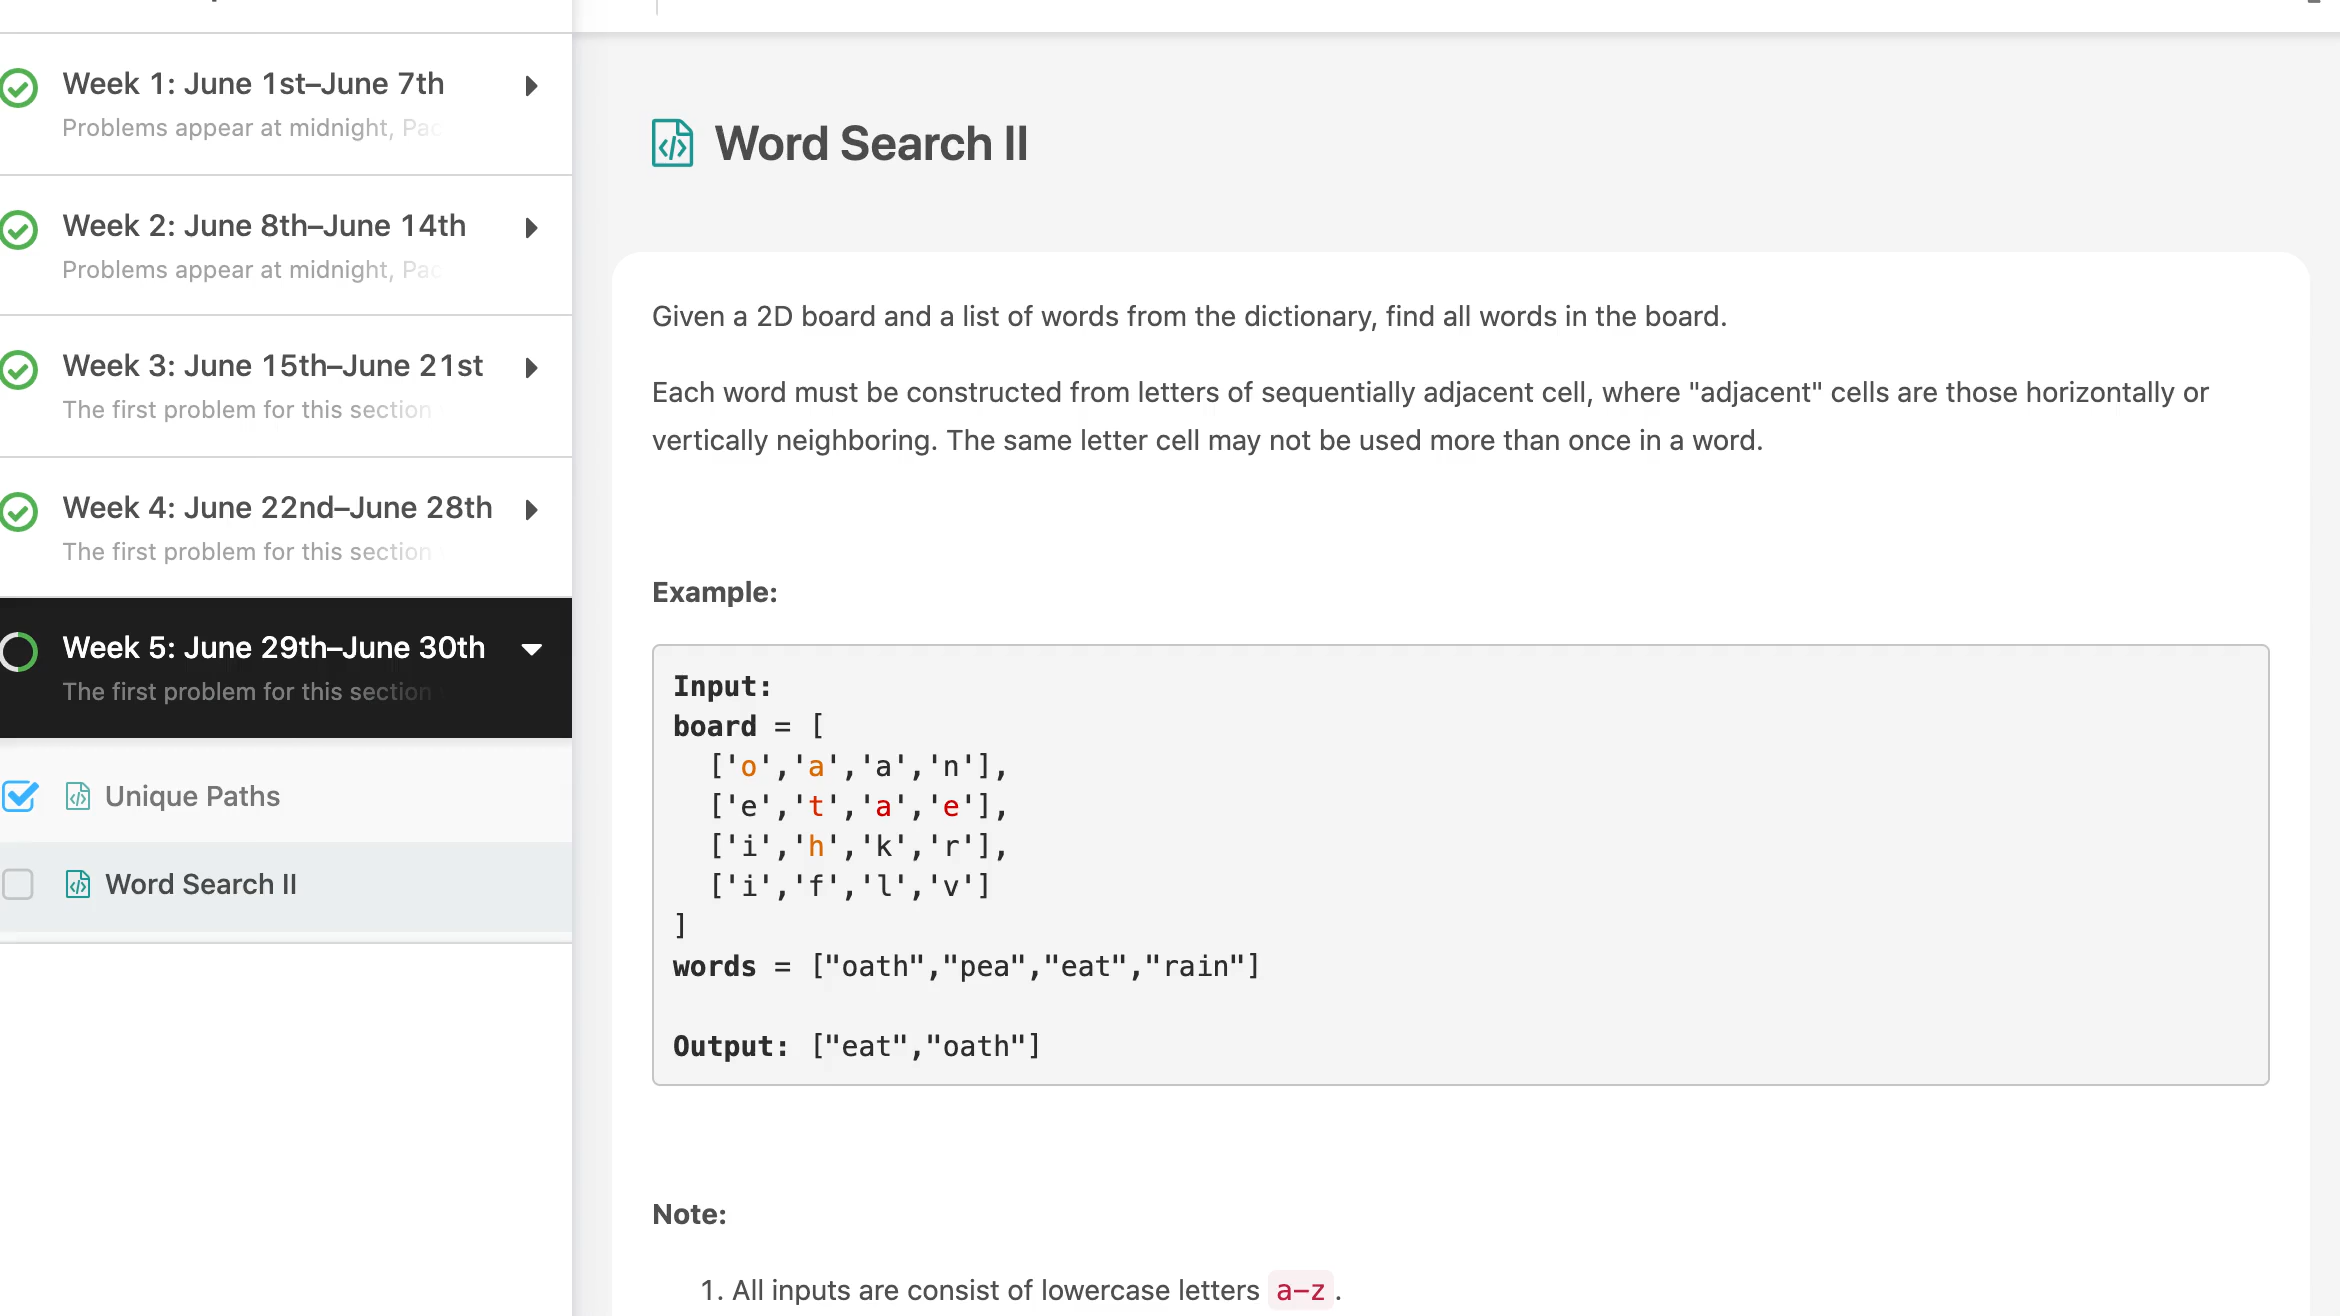 Week 1: June 1st–June 7th
Problems appear at midnight, Pac
Week 2: June 8th–June 14th
Problems appear at midnight, Pac
Week 3: June 15th–June 21st
The first problem for this section
Week 4: June 22nd–June 28th
The first problem for this section
Week 5: June 29th–June 30th
The first problem for this section
Unique Paths
Word Search II
Word Search II
Given a 2D board and a list of words from the dictionary, find all words in the board.
Each word must be constructed from letters of sequentially adjacent cell, where "adjacent" cells are those horizontally or
vertically neighboring. The same letter cell may not be used more than once in a word.
Example:
Input:
board = [
  ['o','a','a','n'],
  ['e','t','a','e'],
  ['i','h','k','r'],
  ['i','f','l','v']
]
words = ["oath","pea","eat","rain"]
Output: ["eat","oath"]
Note:
1. All inputs are consist of lowercase letters a-z.